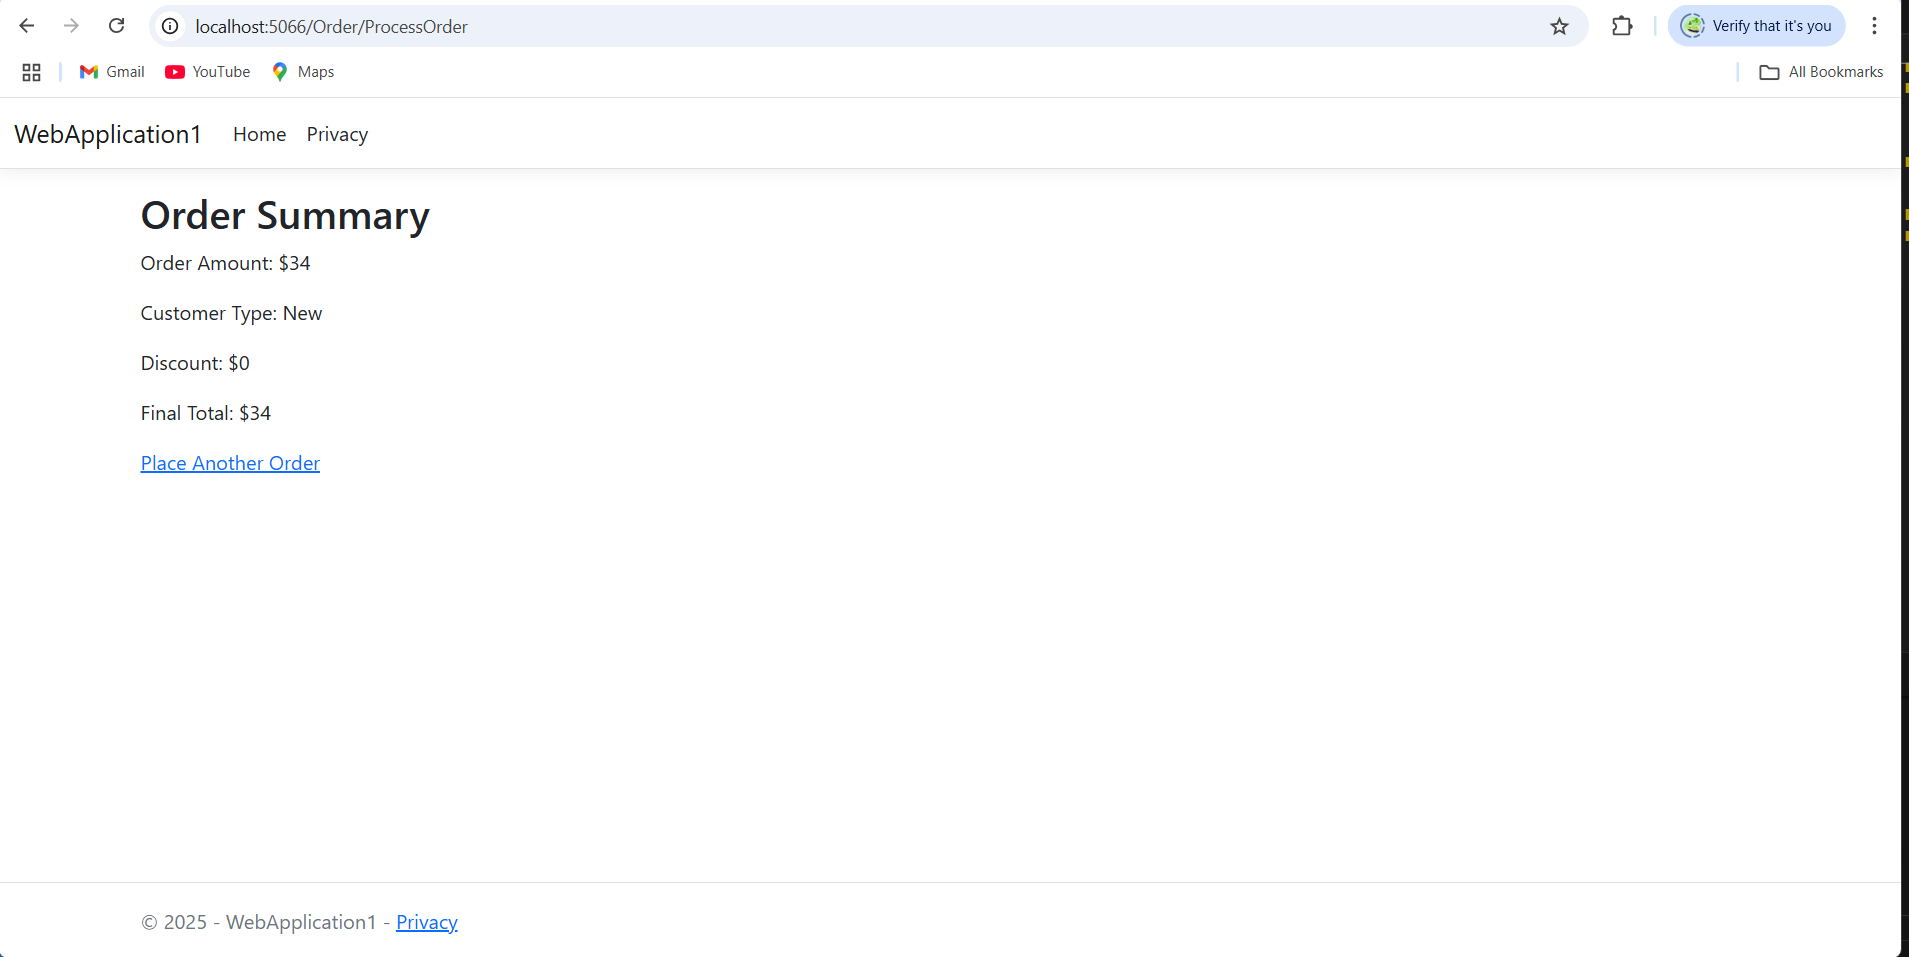 localhost:5066/Order/ProcessOrder
Verify that it's you
Gmail YouTube Maps All Bookmarks
WebApplication1 Home Privacy
Order Summary
Order Amount: $34
Customer Type: New
Discount: $0
Final Total: $34
Place Another Order
© 2025 - WebApplication1 - Privacy